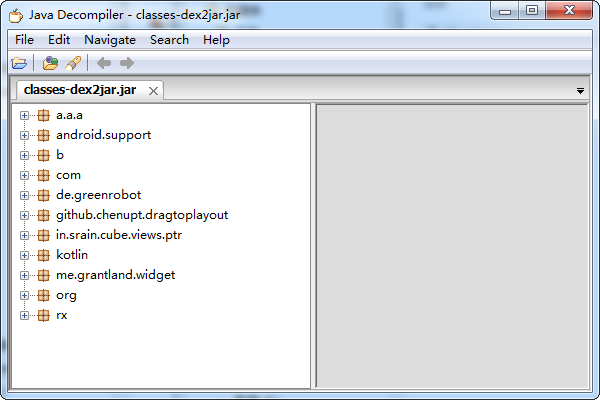 Java Decompiler - classes-dex2jar.jar
File Edit Navigate Search Help
classes-dex2jar.jar
a.a.a
android.support
b
com
de.greenrobot
github.chenupt.dragtoplayout
in.srain.cube.views.ptr
kotlin
me.grantland.widget
org
rx